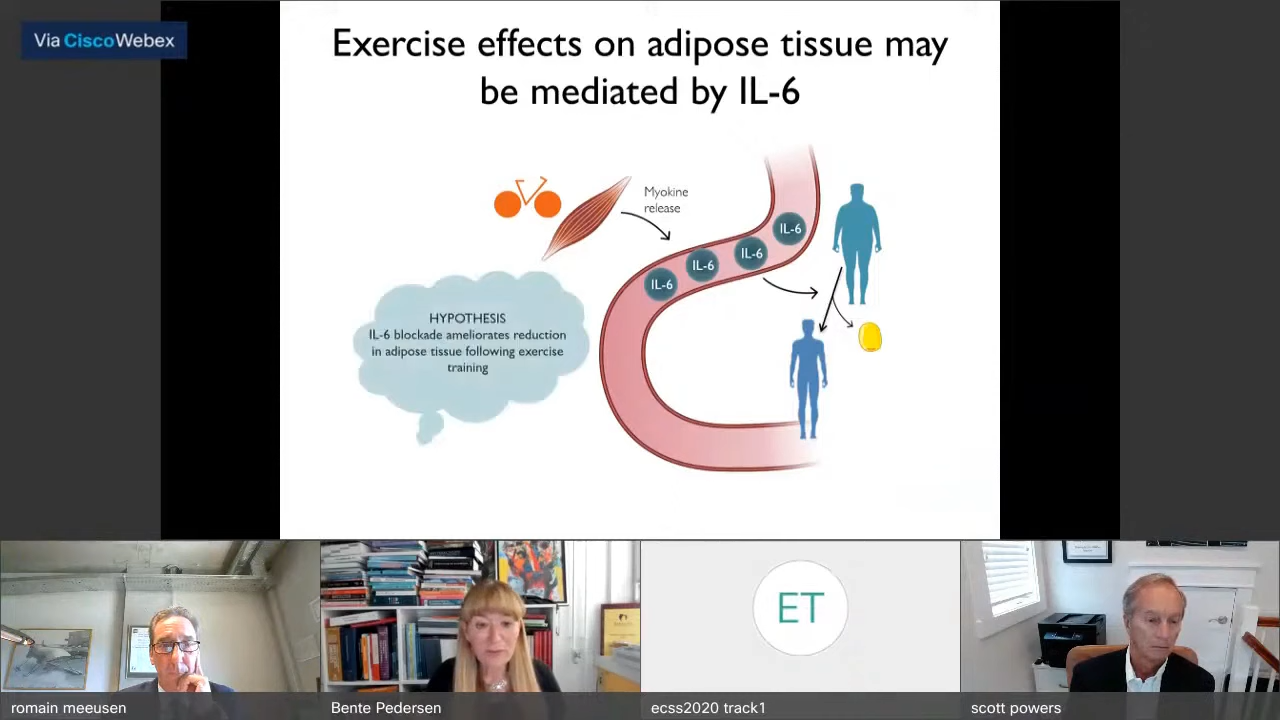 Via CiscoWebex
Exercise effects on adipose tissue may
be mediated by IL-6
Myokine
release
IL-6
IL-6
IL-6
IL-6
HYPOTHESIS
IL-6 blockade ameliorates reduction
in adipose tissue following exercise
training
ET
romain meeusen
Bente Pedersen
ecss2020 track1
scott powers